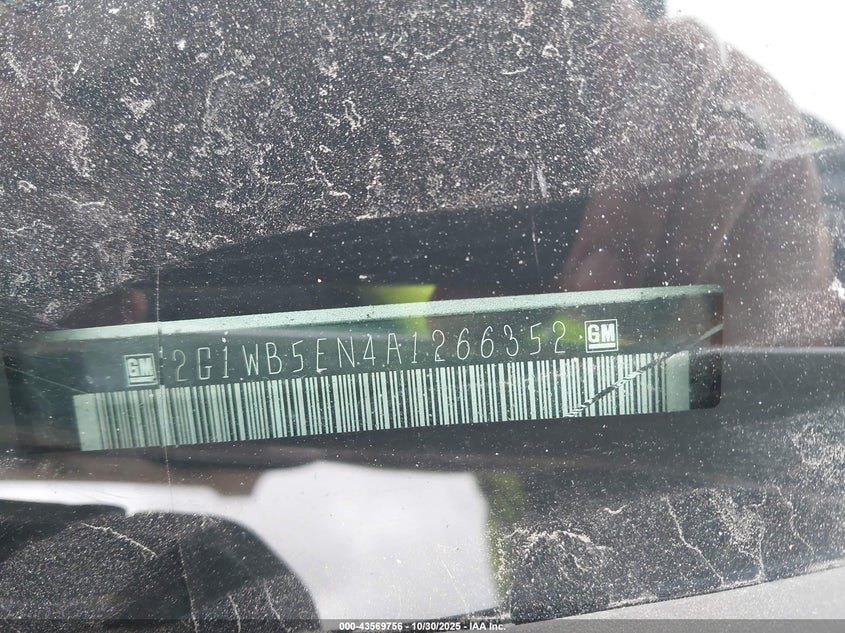 GM 2G1WB5EN4A1266352 GM
000-43569756 - 10/30/2025 - IAA Inc.